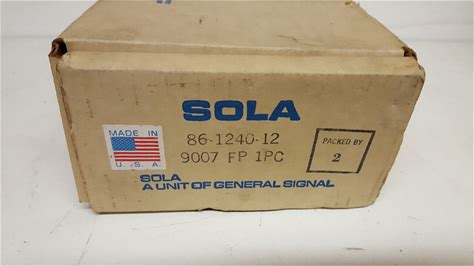 SOLA
86-1240-12
9007 FP 1PC
MADE IN
U. S. A.
PACKED BY
2
SOLA
A UNIT OF GENERAL SIGNAL